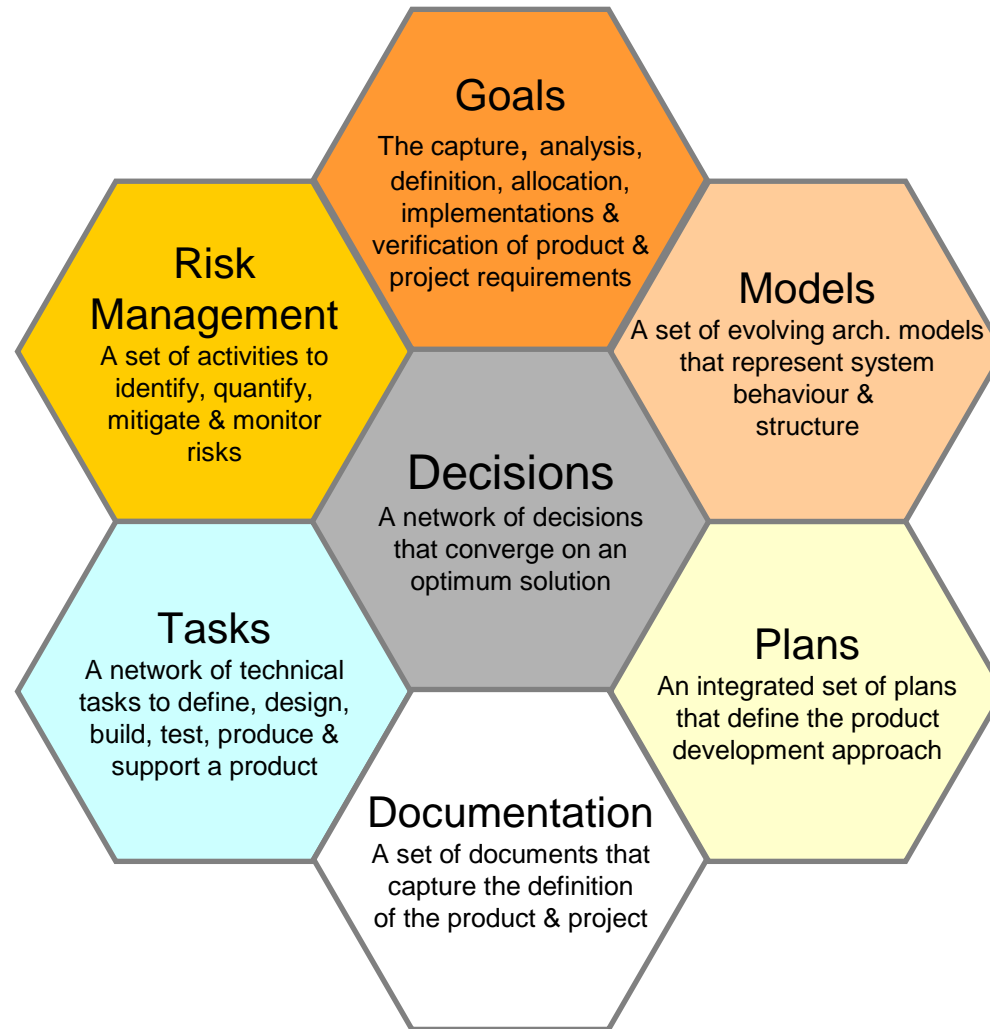 Goals
The capture, analysis,
definition, allocation,
implementations &
verification of product &
project requirements
Risk
Management
A set of activities to
identify, quantify,
mitigate & monitor
risks
Models
A set of evolving arch. models
that represent system
behaviour &
structure
Decisions
A network of decisions
that converge on an
optimum solution
Tasks
A network of technical
tasks to define, design,
build, test, produce &
support a product
Plans
An integrated set of plans
that define the product
development approach
Documentation
A set of documents that
capture the definition
of the product & project